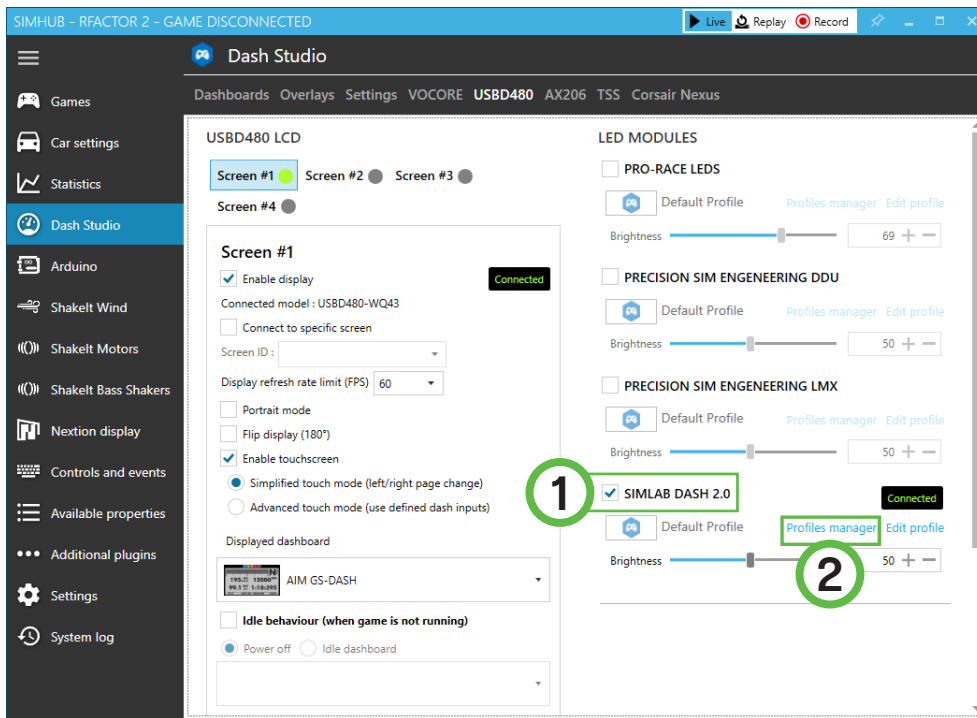 SIMHUB - RFACTOR 2 - GAME DISCONNECTED
Live Replay Record
Dash Studio
Games
Car settings
Statistics
Dash Studio
Arduino
ShakeIt Wind
ShakeIt Motors
ShakeIt Bass Shakers
Nextion display
Controls and events
Available properties
Additional plugins
Settings
System log
Dashboards Overlays Settings VOCORE USBD480 AX206 TSS Corsair Nexus
USBD480 LCD
Screen #1 Screen #2 Screen #3
Screen #4
Screen #1
Enable display Connected
Connected model : USBD480-WQ43
Connect to specific screen
Screen ID :
Display refresh rate limit (FPS) 60
Portrait mode
Flip display (180°)
Enable touchscreen
Simplified touch mode (left/right page change)
Advanced touch mode (use defined dash inputs)
Displayed dashboard
AIM GS-DASH
Idle behaviour (when game is not running)
Power off Idle dashboard
LED MODULES
PRO-RACE LEDS
Default Profile Profiles manager Edit profile
Brightness 69 + −
PRECISION SIM ENGENEERING DDU
Default Profile Profiles manager Edit profile
Brightness 50 + −
PRECISION SIM ENGENEERING LMX
Default Profile Profiles manager Edit profile
Brightness 50 + −
1 SIMLAB DASH 2.0 Connected
Default Profile Profiles manager Edit profile
Brightness 2 50 + −